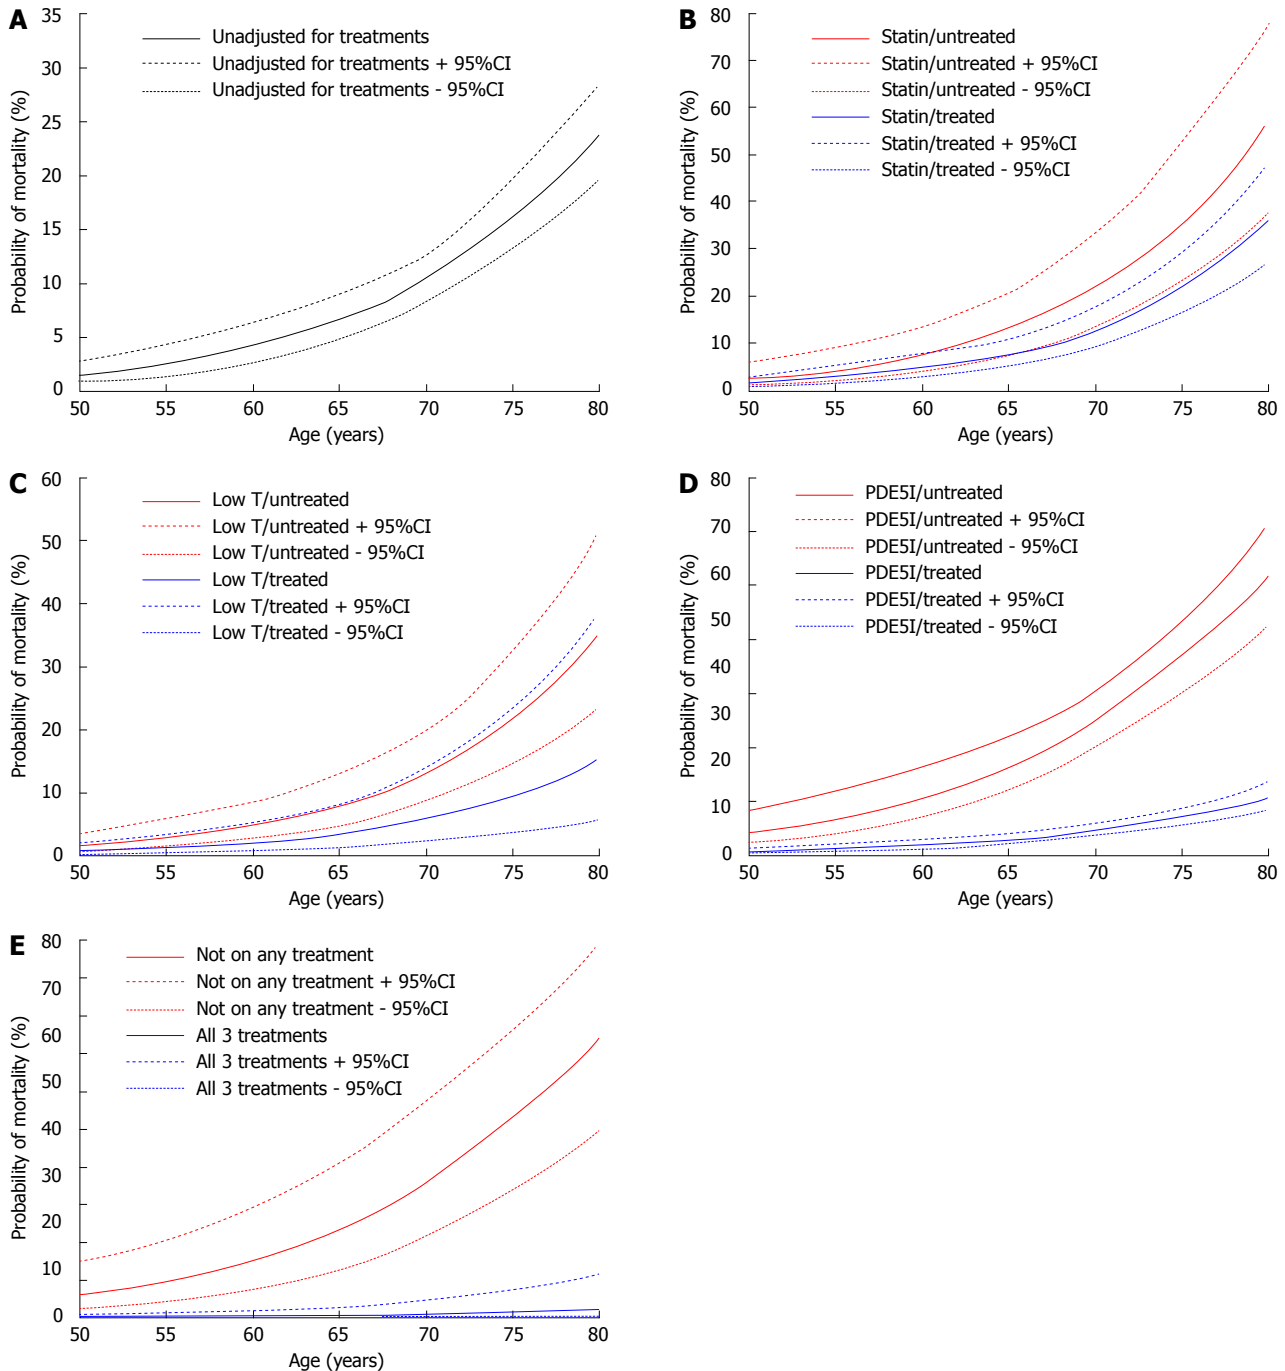 A
35
30
25
20
15
10
5
0
Probability of mortality (%)
Unadjusted for treatments
Unadjusted for treatments + 95%CI
Unadjusted for treatments - 95%CI
50 55 60 65 70 75 80
Age (years)
B
80
70
60
50
40
30
20
10
0
Probability of mortality (%)
Statin/untreated
Statin/untreated + 95%CI
Statin/untreated - 95%CI
Statin/treated
Statin/treated + 95%CI
Statin/treated - 95%CI
50 55 60 65 70 75 80
Age (years)
C
60
50
40
30
20
10
0
Probability of mortality (%)
Low T/untreated
Low T/untreated + 95%CI
Low T/untreated - 95%CI
Low T/treated
Low T/treated + 95%CI
Low T/treated - 95%CI
50 55 60 65 70 75 80
Age (years)
D
80
70
60
50
40
30
20
10
0
Probability of mortality (%)
PDE5I/untreated
PDE5I/untreated + 95%CI
PDE5I/untreated - 95%CI
PDE5I/treated
PDE5I/treated + 95%CI
PDE5I/treated - 95%CI
50 55 60 65 70 75 80
Age (years)
E
80
70
60
50
40
30
20
10
0
Probability of mortality (%)
Not on any treatment
Not on any treatment + 95%CI
Not on any treatment - 95%CI
All 3 treatments
All 3 treatments + 95%CI
All 3 treatments - 95%CI
50 55 60 65 70 75 80
Age (years)